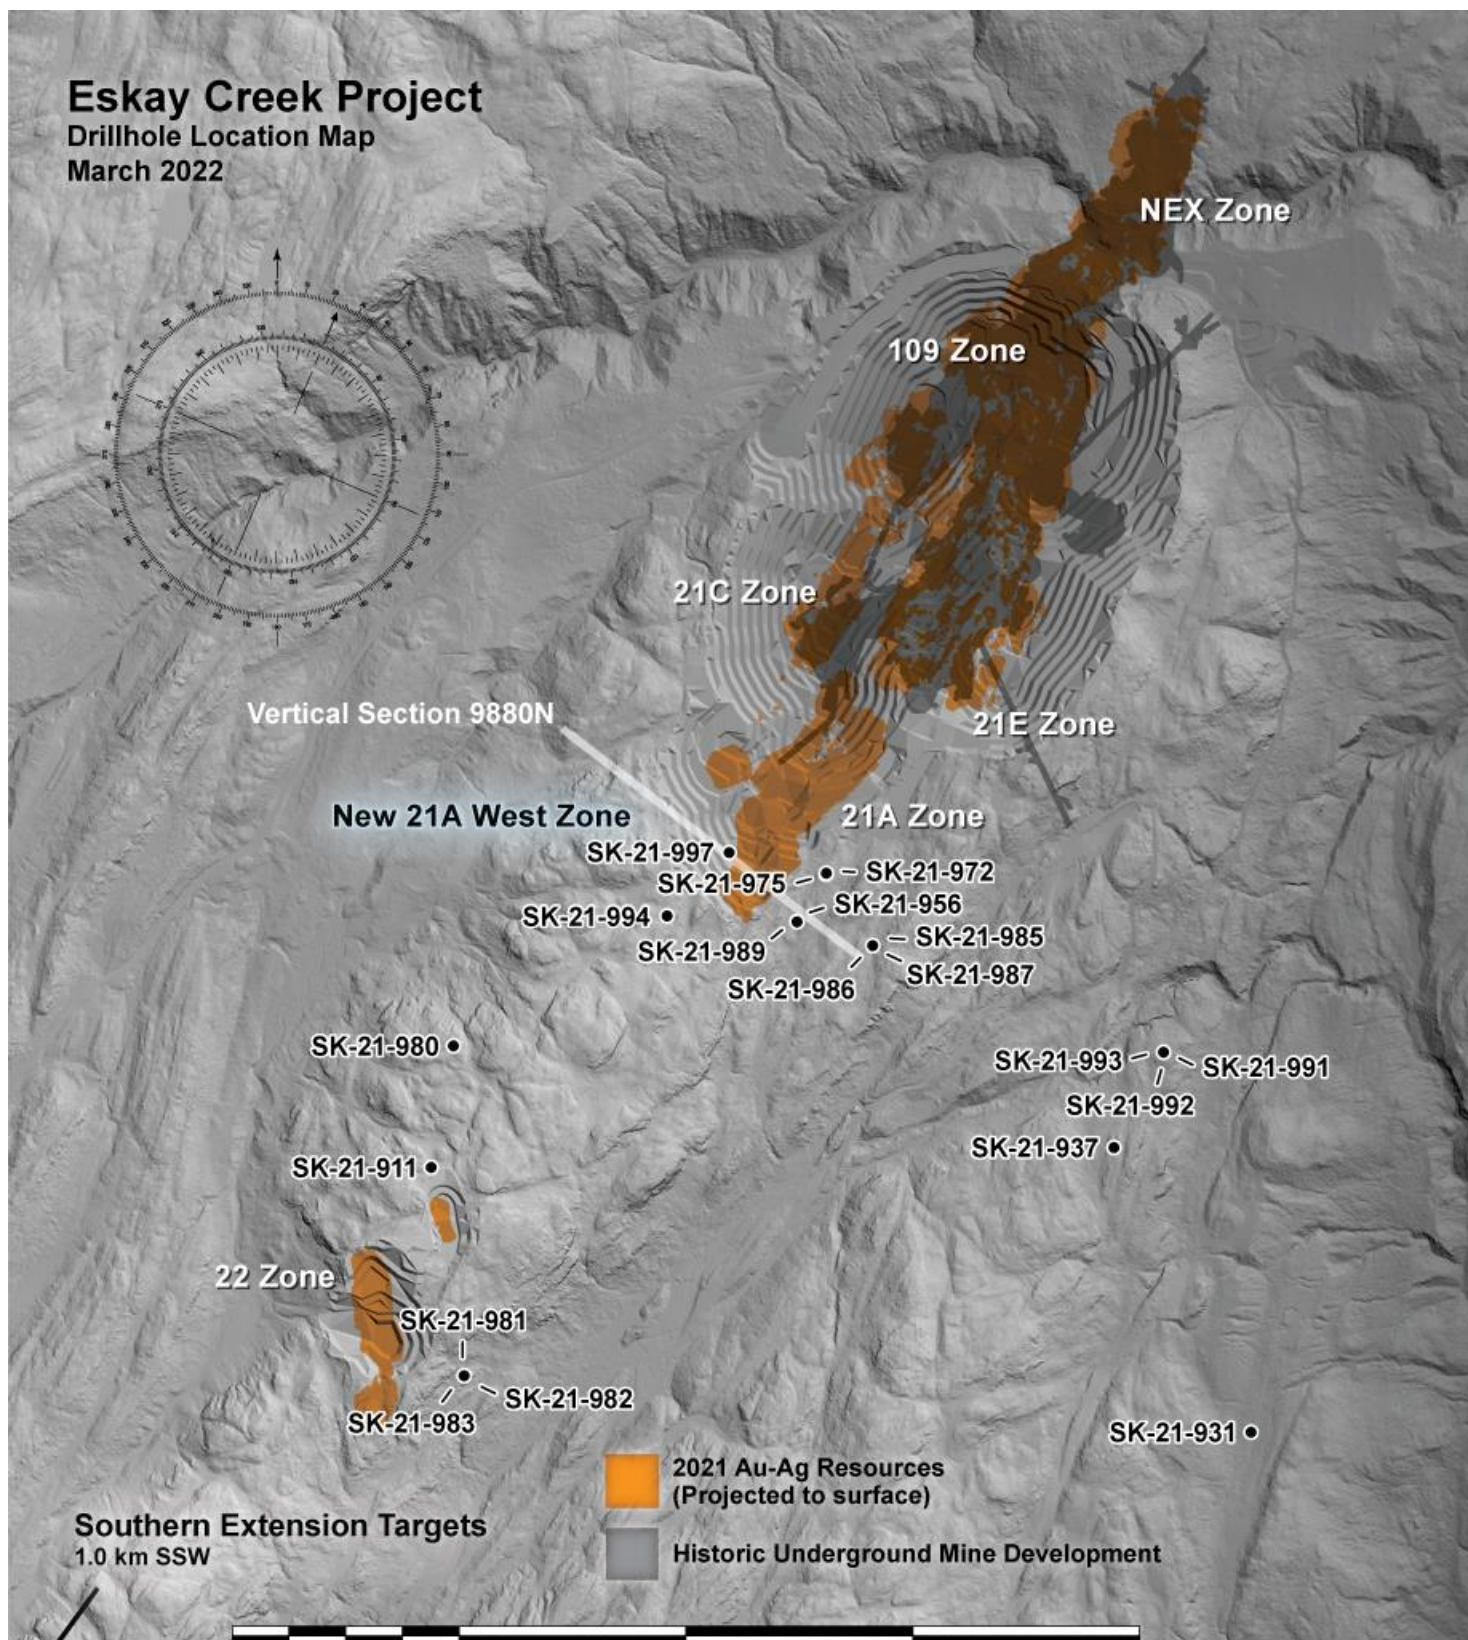 Eskay Creek Project
Drillhole Location Map
March 2022
NEX Zone
109 Zone
21C Zone
Vertical Section 9880N
21E Zone
New 21A West Zone
21A Zone
SK-21-997
SK-21-972
SK-21-975
SK-21-956
SK-21-994
SK-21-985
SK-21-989
SK-21-987
SK-21-986
SK-21-980
SK-21-993
SK-21-991
SK-21-992
SK-21-937
SK-21-911
22 Zone
SK-21-981
SK-21-982
SK-21-983
SK-21-931
2021 Au-Ag Resources
(Projected to surface)
Southern Extension Targets
1.0 km SSW
Historic Underground Mine Development